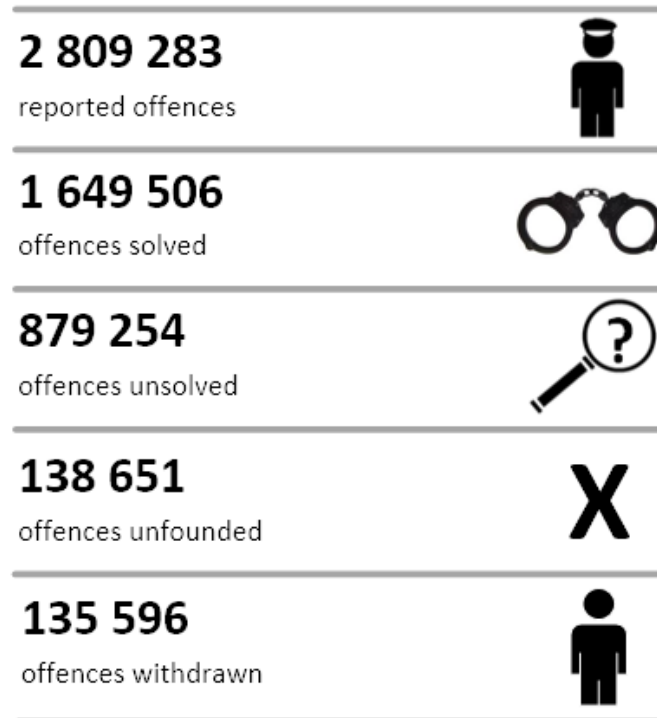 2 809 283
reported offences
1 649 506
offences solved
879 254
offences unsolved
?
138 651
offences unfounded
X
135 596
offences withdrawn